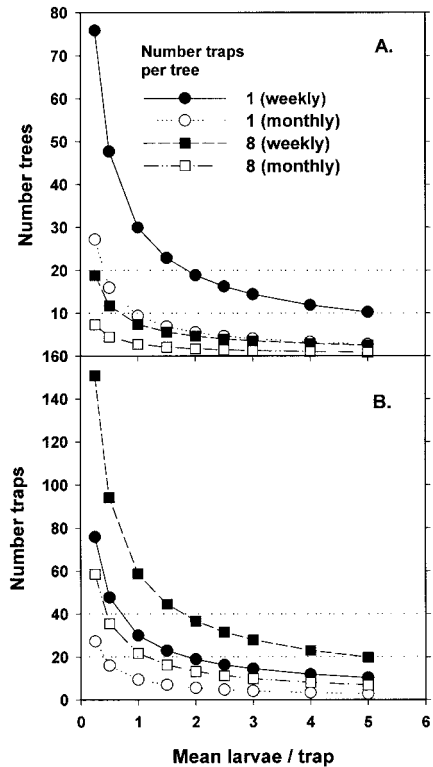 80
70
60
50
40
30
20
10
Number trees
A.
Number traps
per tree
1 (weekly)
1 (monthly)
8 (weekly)
8 (monthly)
160
140
120
100
80
60
40
20
0
Number traps
B.
0 1 2 3 4 5 6
Mean larvae / trap